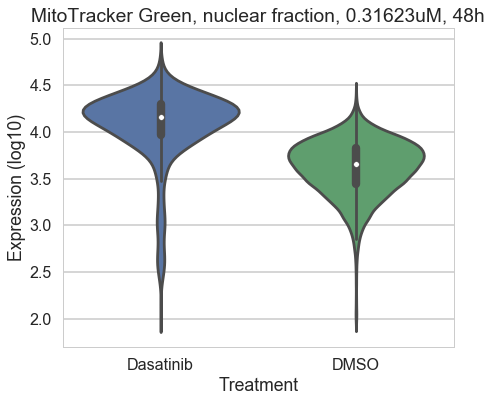 MitoTracker Green, nuclear fraction, 0.31623uM, 48h
5.0
4.5
4.0
3.5
3.0
2.5
2.0
Expression (log10)
Dasatinib DMSO
Treatment